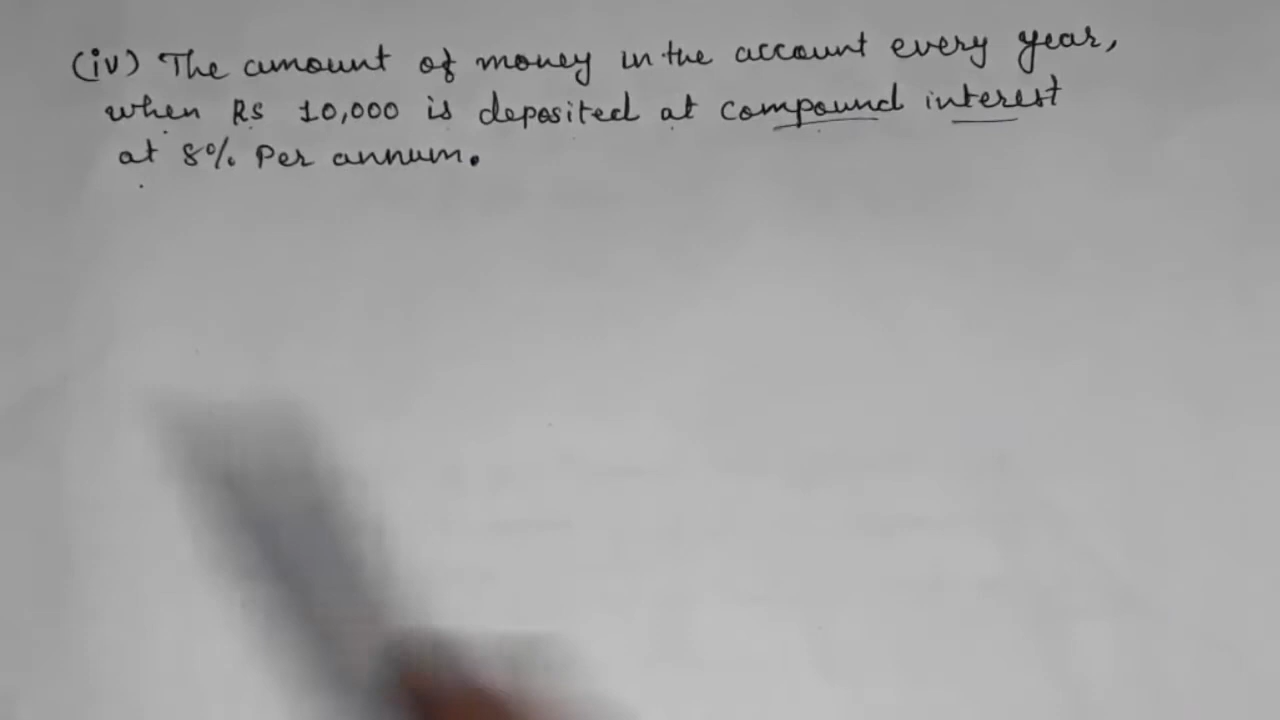 (iv) The amount of money in the account every year,
when Rs 10,000 is deposited at compound interest
at 8% Per annum.